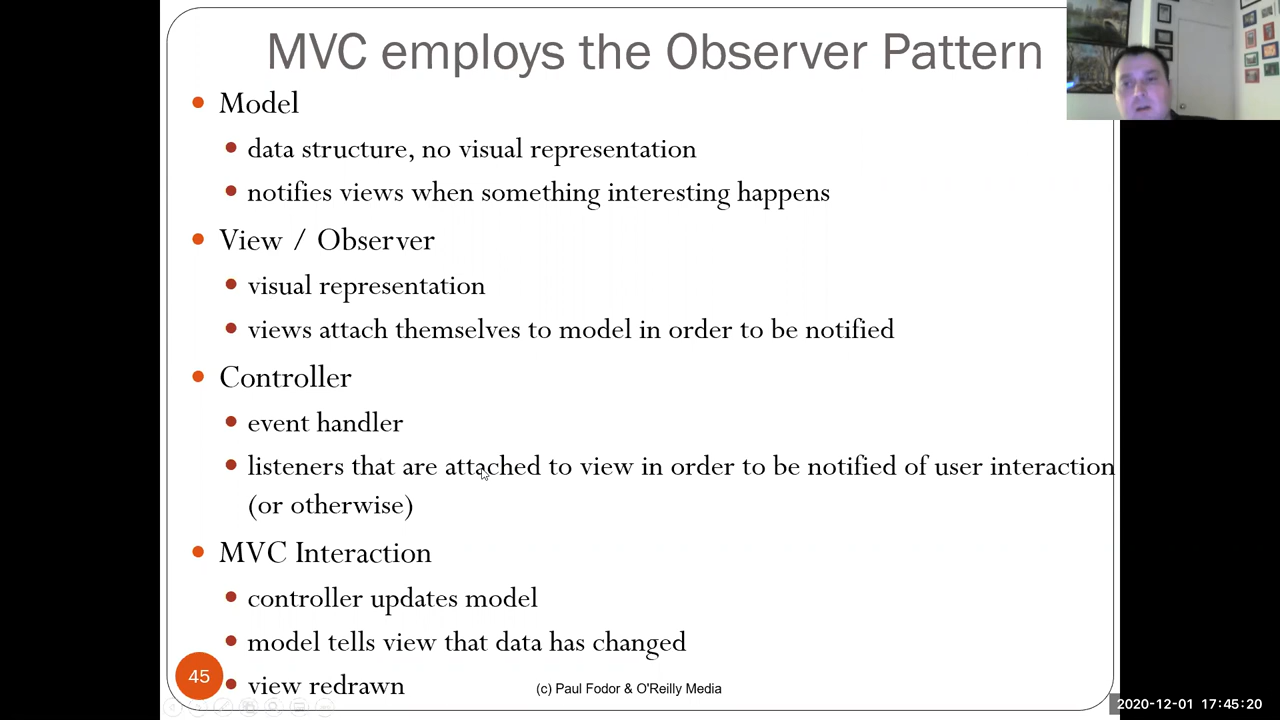 MVC employs the Observer Pattern
Model
data structure, no visual representation
notifies views when something interesting happens
View / Observer
visual representation
views attach themselves to model in order to be notified
Controller
event handler
listeners that are attached to view in order to be notified of user interaction
(or otherwise)
MVC Interaction
controller updates model
model tells view that data has changed
view redrawn
45
(c) Paul Fodor & O'Reilly Media
2020-12-01 17:45:20